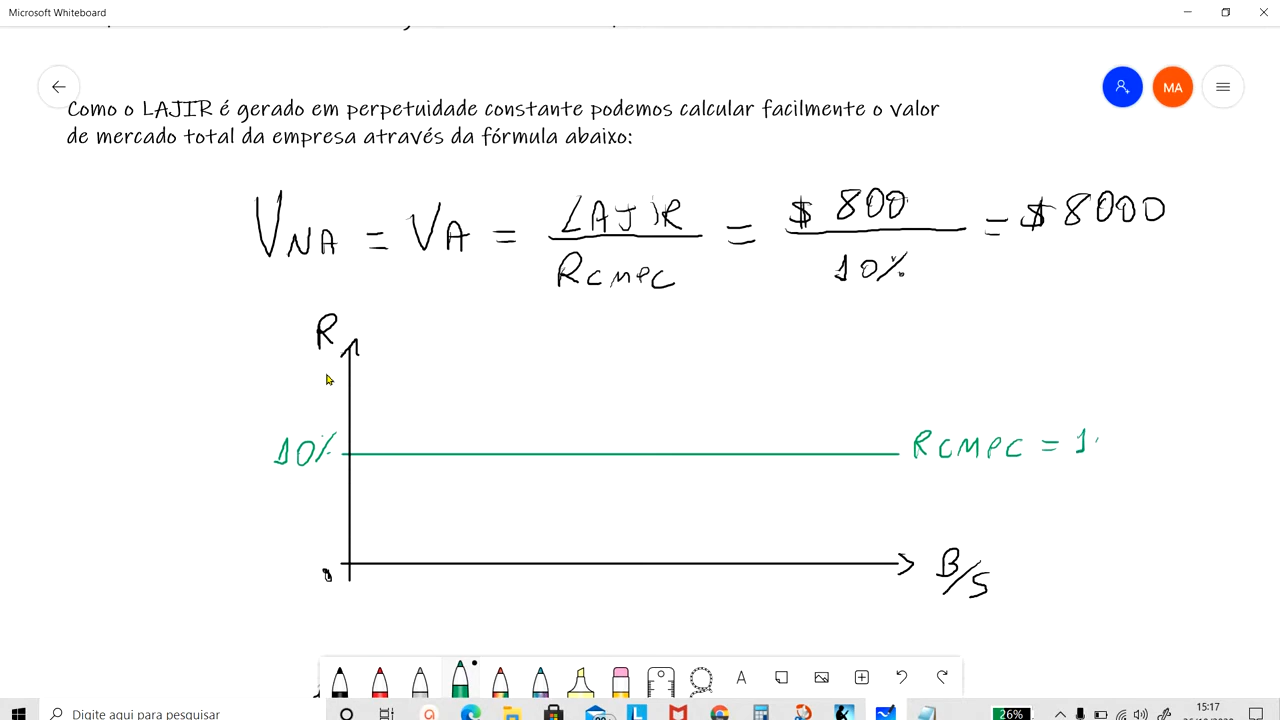 Microsoft Whiteboard
MA
Como o LAJIR é gerado em perpetuidade constante podemos calcular facilmente o valor
de mercado total da empresa através da fórmula abaixo:
VNA = VA = LAJIR / RCMPC = $ 800 / 10% = $ 8000
R
10%
RCMPC = 1
B/S
A
Digite aqui para pesquisar
26%
15:17